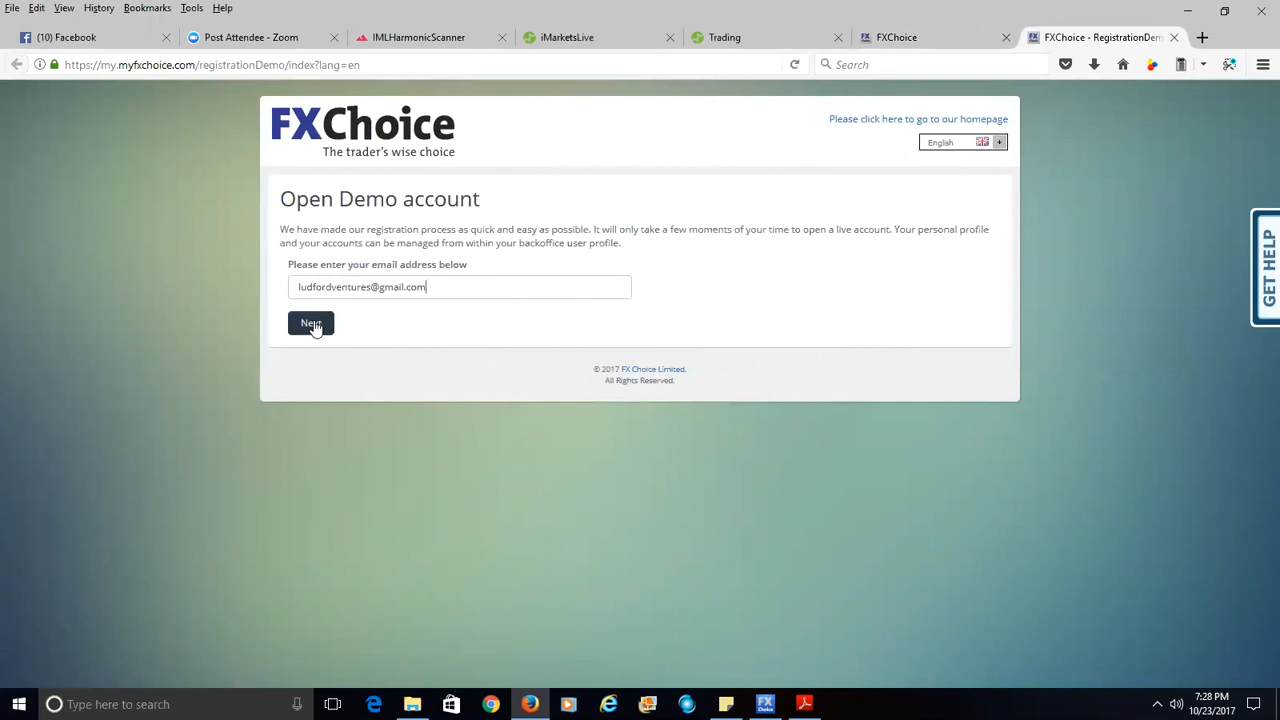 File Edit View History Bookmarks Tools Help
(10) Facebook
Post Attendee - Zoom
IMLHarmonicScanner
iMarketsLive
Trading
FXChoice
FXChoice - RegistrationDem
https://my.myfxchoice.com/registrationDemo/index?lang=en
Search
FXChoice
The trader's wise choice
Please click here to go to our homepage
English
Open Demo account
We have made our registration process as quick and easy as possible. It will only take a few moments of your time to open a live account. Your personal profile
and your accounts can be managed from within your backoffice user profile.
Please enter your email address below
ludfordventures@gmail.com
Next
GET HELP
© 2017 FX Choice Limited.
All Rights Reserved.
Type here to search
FX
Choice
7:28 PM
10/23/2017